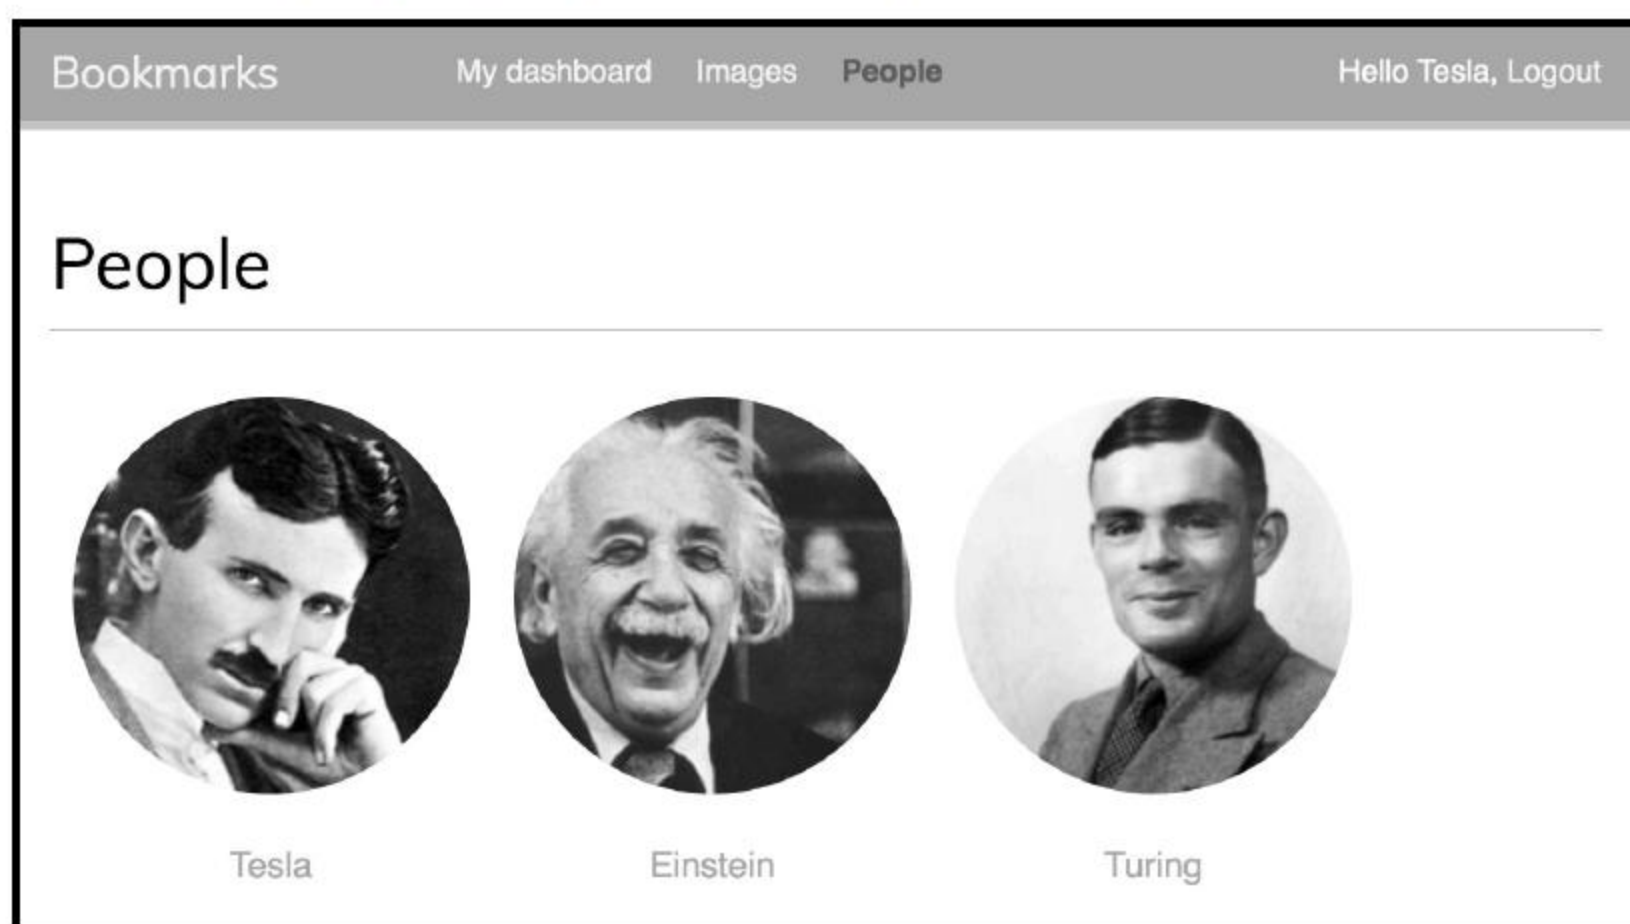 Bookmarks My dashboard Images People Hello Tesla, Logout
People
Tesla Einstein Turing